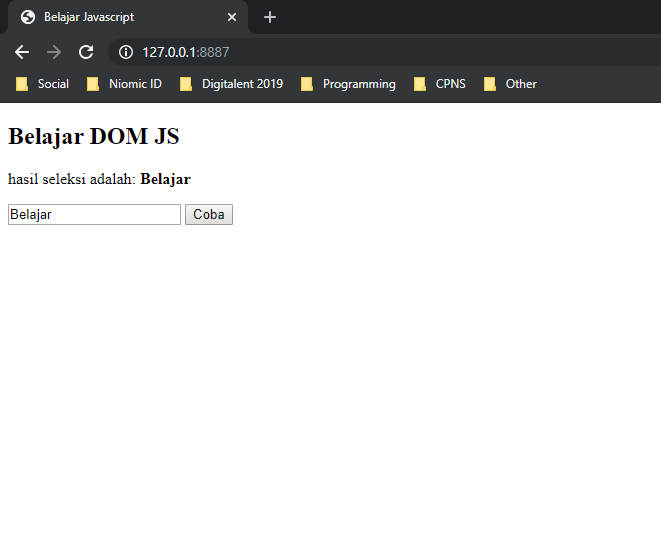 Belajar Javascript
127.0.0.1:8887
Social Niomic ID Digitalent 2019 Programming CPNS Other
Belajar DOM JS
hasil seleksi adalah: Belajar
Belajar Coba